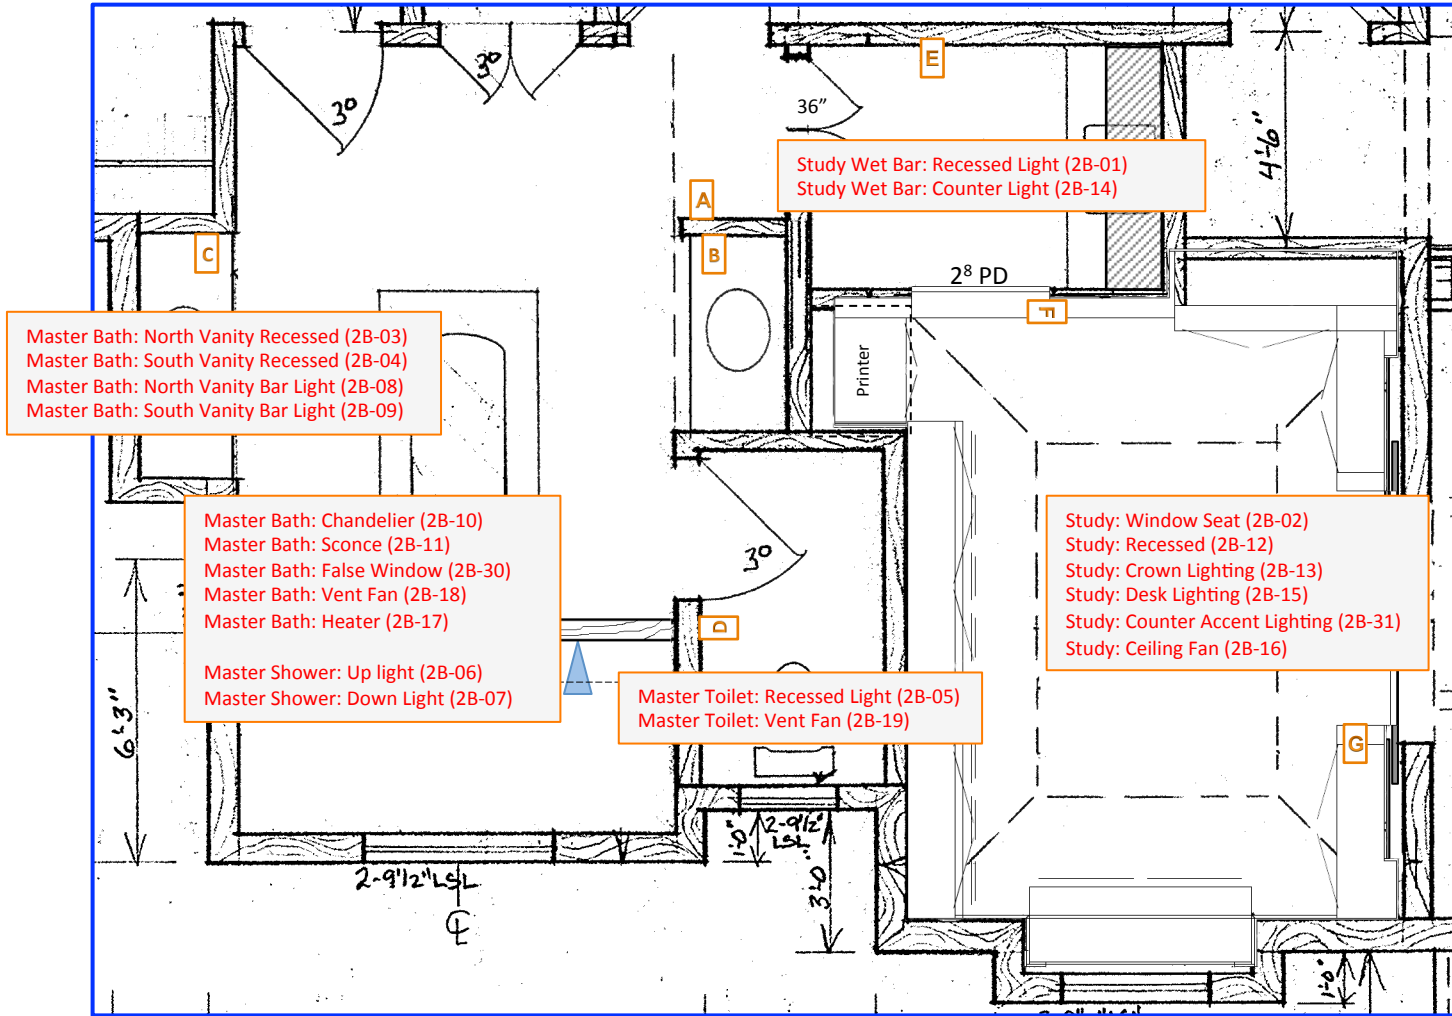 E
3⁰
3⁰
36"
4'-6"
Study Wet Bar: Recessed Light (2B-01)
Study Wet Bar: Counter Light (2B-14)
A
B
C
2⁸ PD
F
Master Bath: North Vanity Recessed (2B-03)
Master Bath: South Vanity Recessed (2B-04)
Master Bath: North Vanity Bar Light (2B-08)
Master Bath: South Vanity Bar Light (2B-09)
Printer
Master Bath: Chandelier (2B-10)
Master Bath: Sconce (2B-11)
Master Bath: False Window (2B-30)
Master Bath: Vent Fan (2B-18)
Master Bath: Heater (2B-17)
Master Shower: Up light (2B-06)
Master Shower: Down Light (2B-07)
3⁰
Study: Window Seat (2B-02)
Study: Recessed (2B-12)
Study: Crown Lighting (2B-13)
Study: Desk Lighting (2B-15)
Study: Counter Accent Lighting (2B-31)
Study: Ceiling Fan (2B-16)
D
Master Toilet: Recessed Light (2B-05)
Master Toilet: Vent Fan (2B-19)
6'-3"
G
1'-0"
2-9½"
LSL
2-9½" LSL
3'-0"
℄
1'-0"